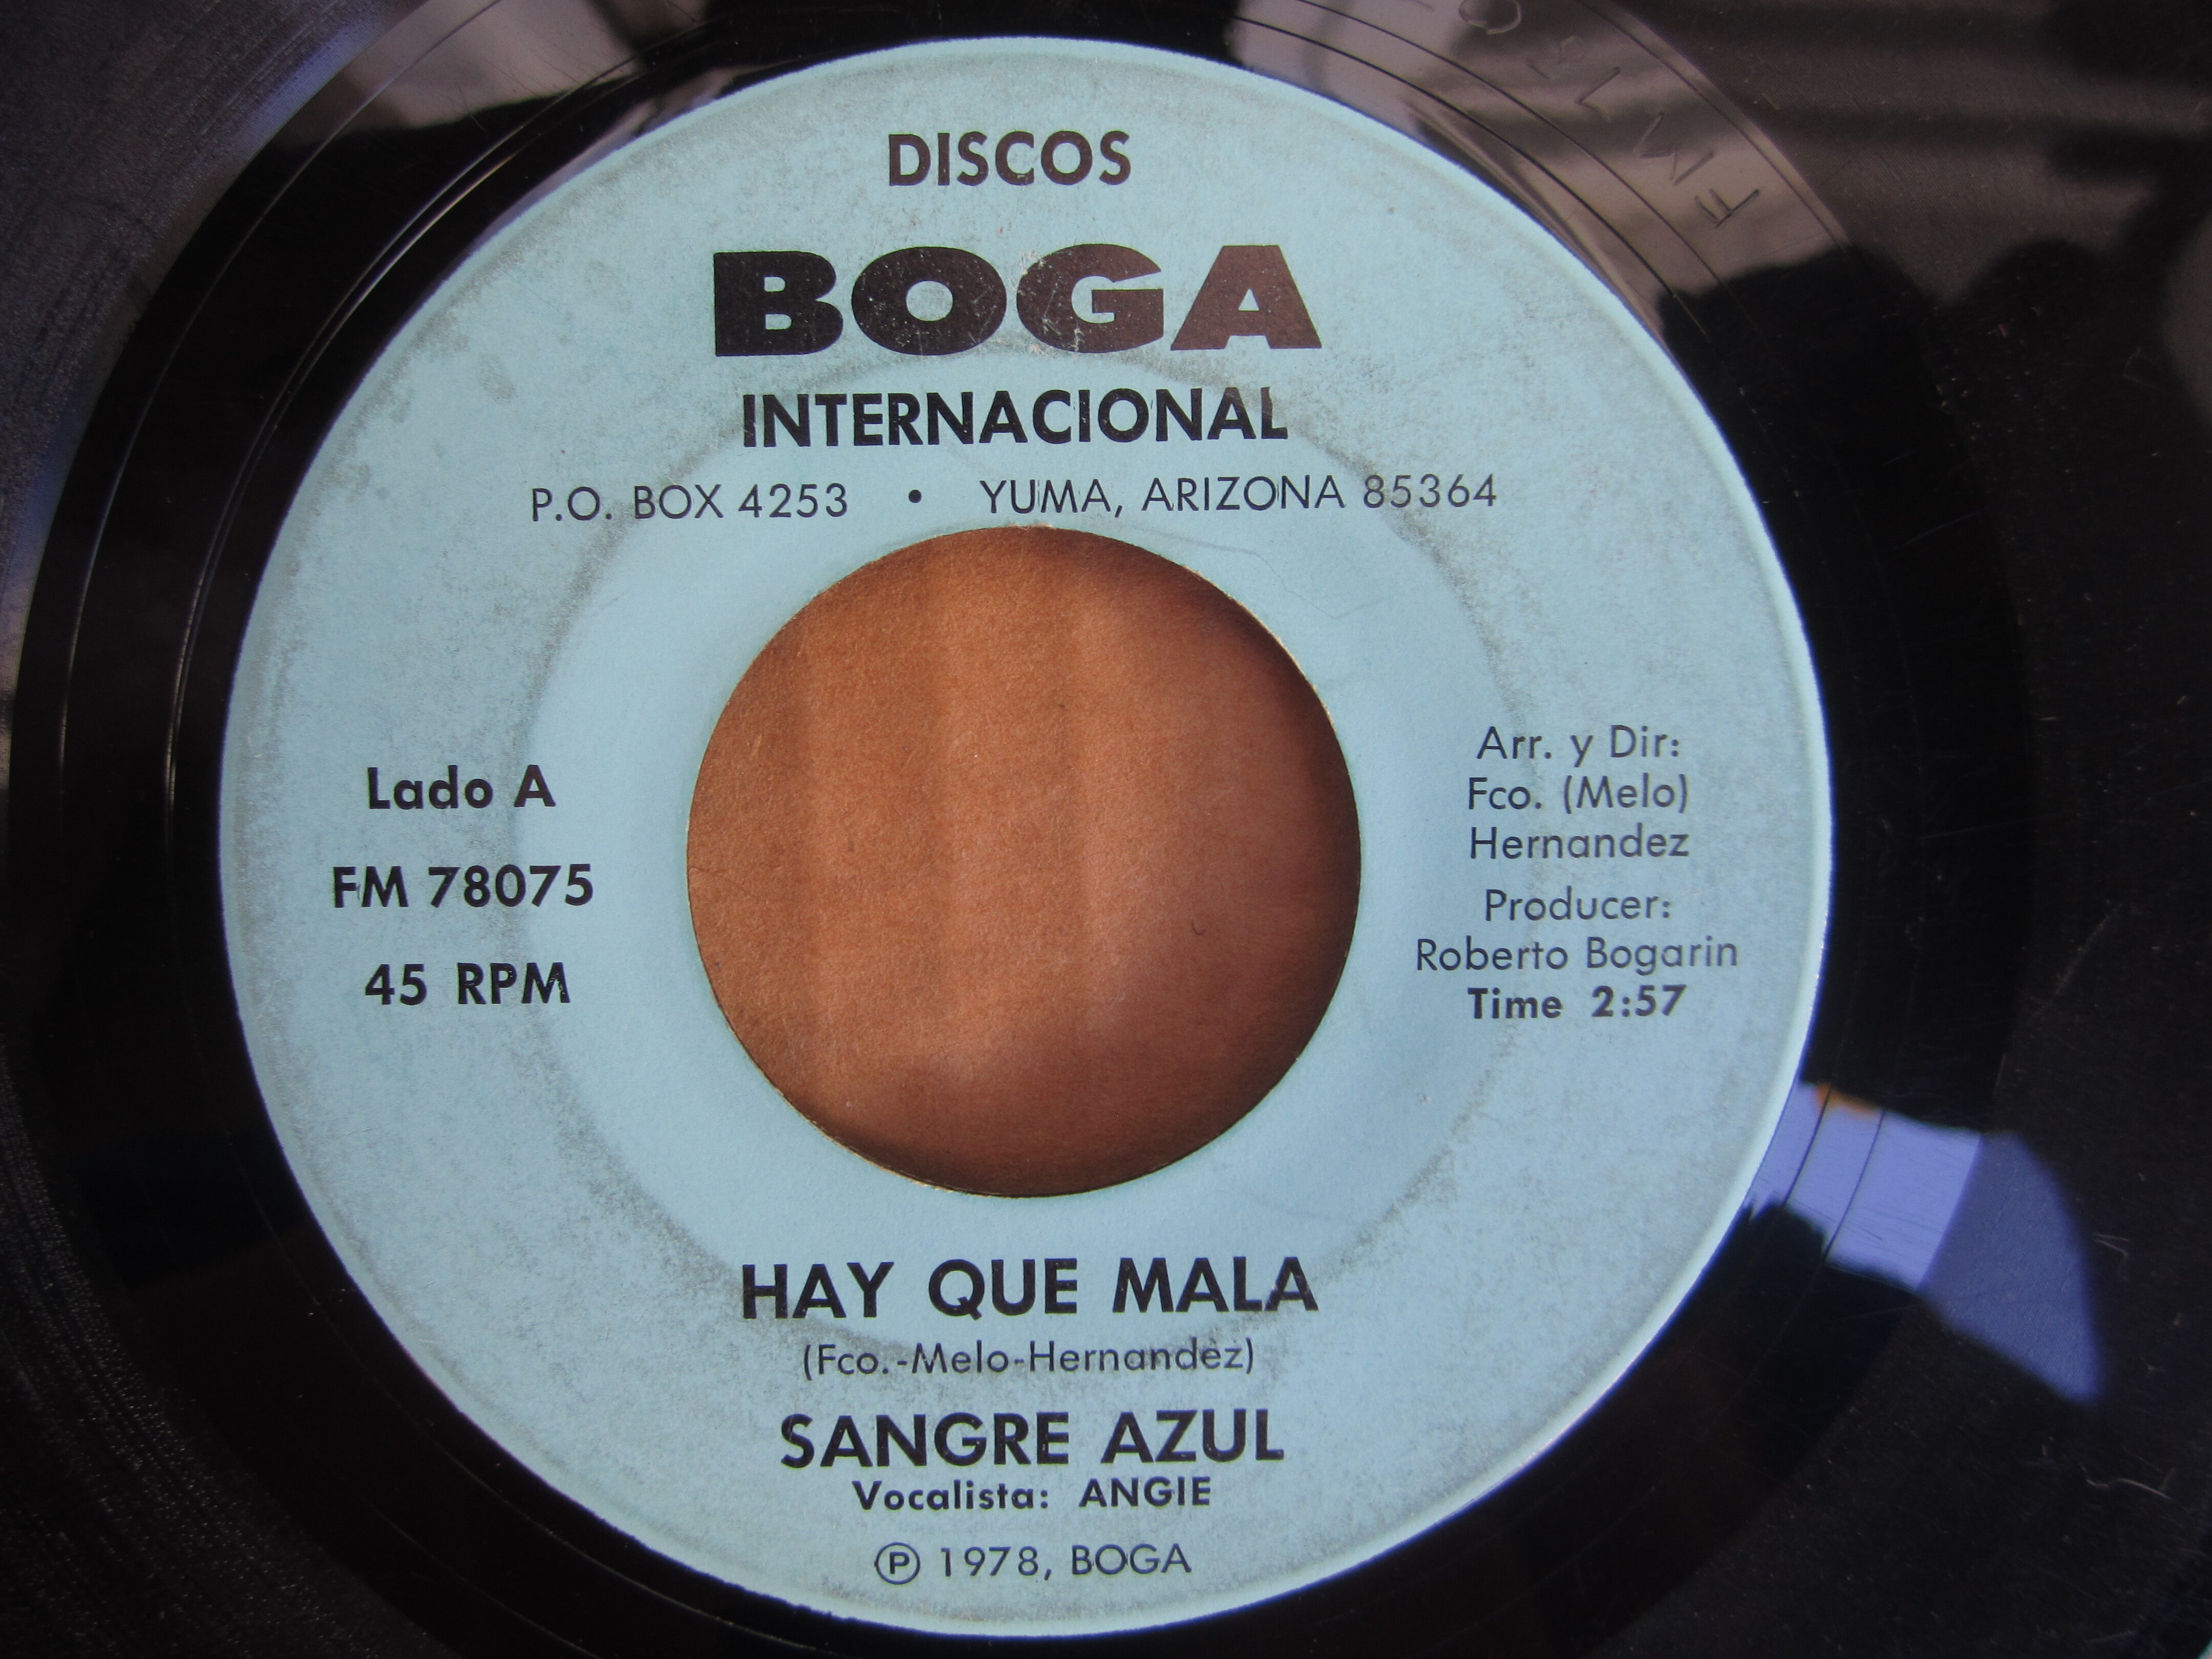 DISCOS
BOGA
INTERNACIONAL
P.O. BOX 4253 • YUMA, ARIZONA 85364
Lado A
FM 78075
45 RPM
Arr. y Dir:
Fco. (Melo)
Hernandez
Producer:
Roberto Bogarin
Time 2:57
HAY QUE MALA
(Fco.-Melo-Hernandez)
SANGRE AZUL
Vocalista: ANGIE
℗ 1978, BOGA